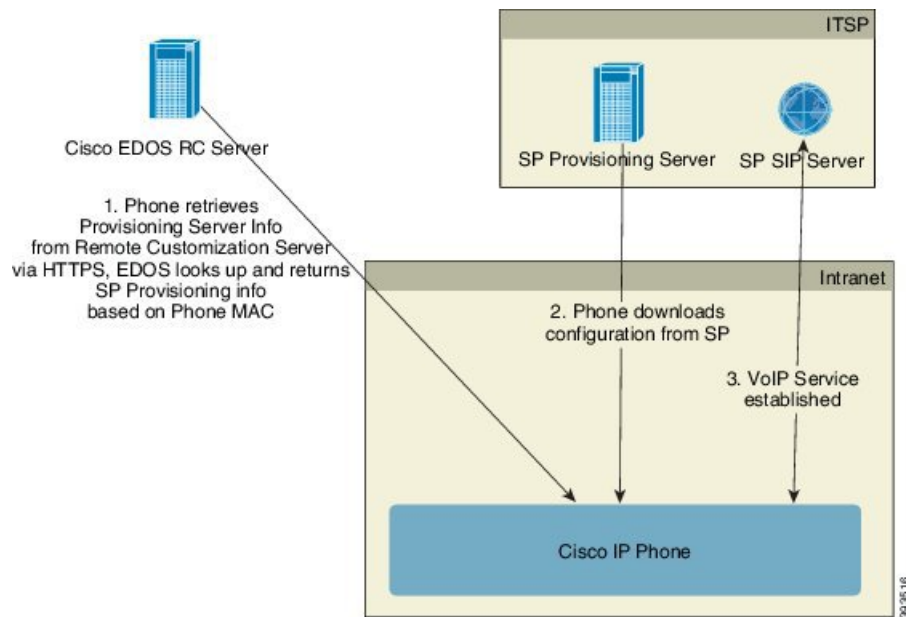 ITSP
Cisco EDOS RC Server
SP Provisioning Server
SP SIP Server
1. Phone retrieves
Provisioning Server Info
from Remote Customization Server
via HTTPS, EDOS looks up and returns
SP Provisioning info
based on Phone MAC
Intranet
2. Phone downloads
configuration from SP
3. VoIP Service
established
Cisco IP Phone
393516